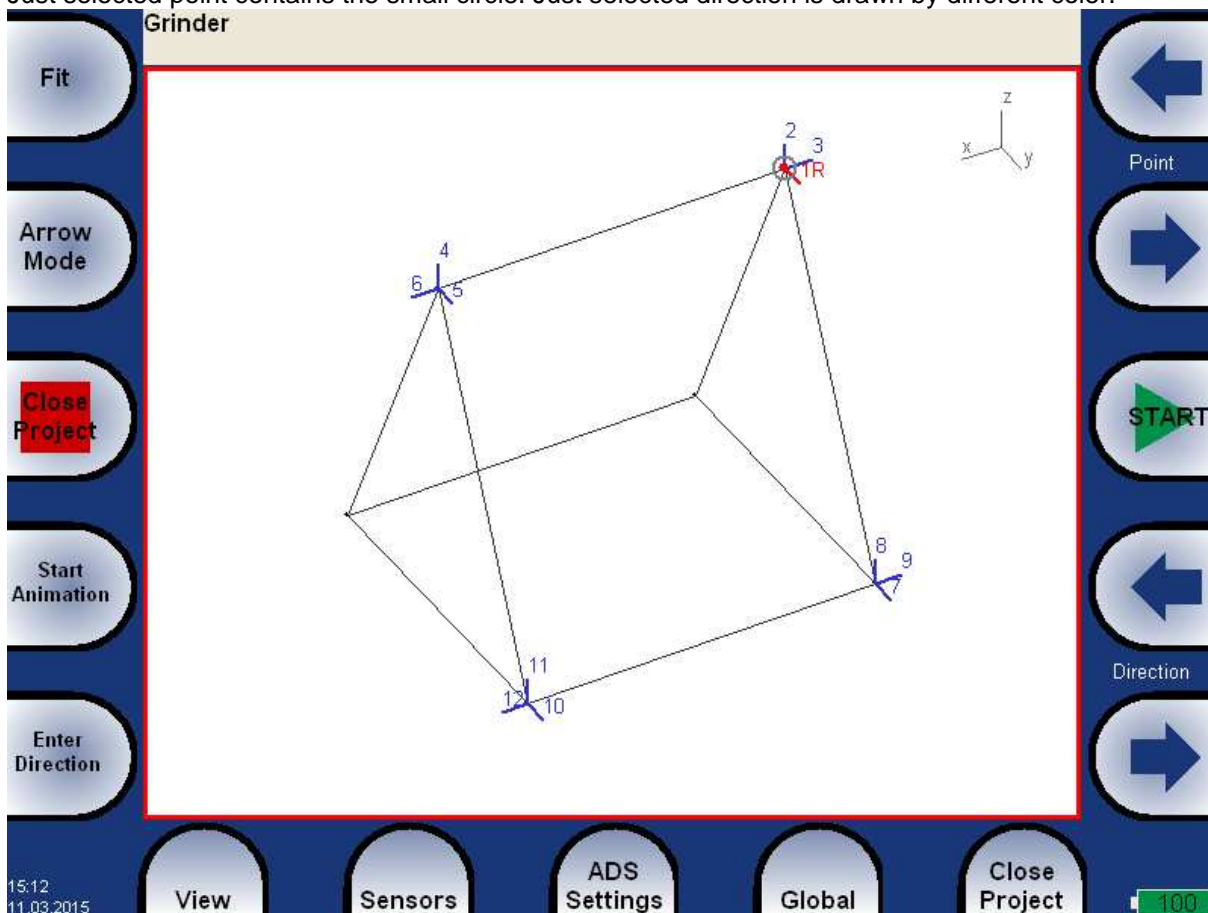 Just selected point contains the small circle. Just selected direction is drawn by different color.
Grinder
Fit
Arrow
Mode
Close
Project
Start
Animation
Enter
Direction
z
x
y
2
3
1R
4
6
5
8
9
7
11
12
10
Point
START
Direction
View
Sensors
ADS
Settings
Global
Close
Project
15:12
11.03.2015
100